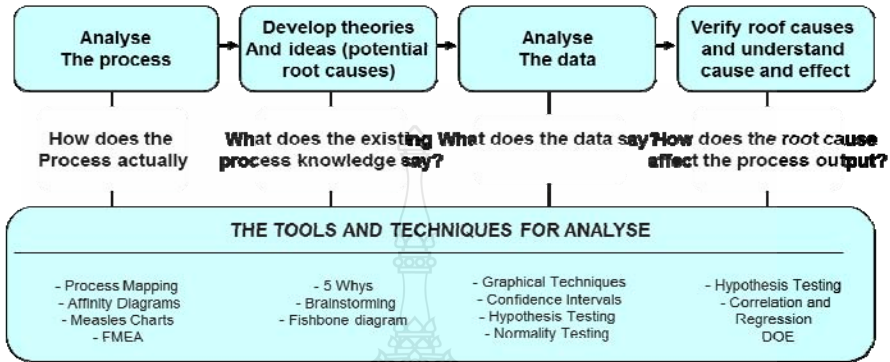 Analyse
The process
Develop theories
And ideas (potential
root causes)
Analyse
The data
Verify roof causes
and understand
cause and effect
How does the
Process actually
What does the existing
process knowledge say?
What does the data say?
How does the root cause
affect the process output?
THE TOOLS AND TECHNIQUES FOR ANALYSE
- Process Mapping
- Affinity Diagrams
- Measles Charts
- FMEA
- 5 Whys
- Brainstorming
- Fishbone diagram
- Graphical Techniques
- Confidence Intervals
- Hypothesis Testing
- Normality Testing
- Hypothesis Testing
- Correlation and
Regression
DOE